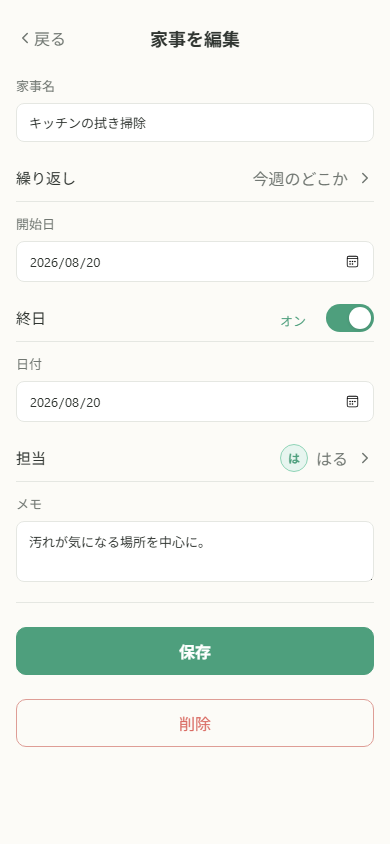 戻る
家事を編集
家事名
キッチンの拭き掃除
繰り返し 今週のどこか
開始日
2026/08/20
終日 オン
日付
2026/08/20
担当 は はる
メモ
汚れが気になる場所を中心に。
保存
削除